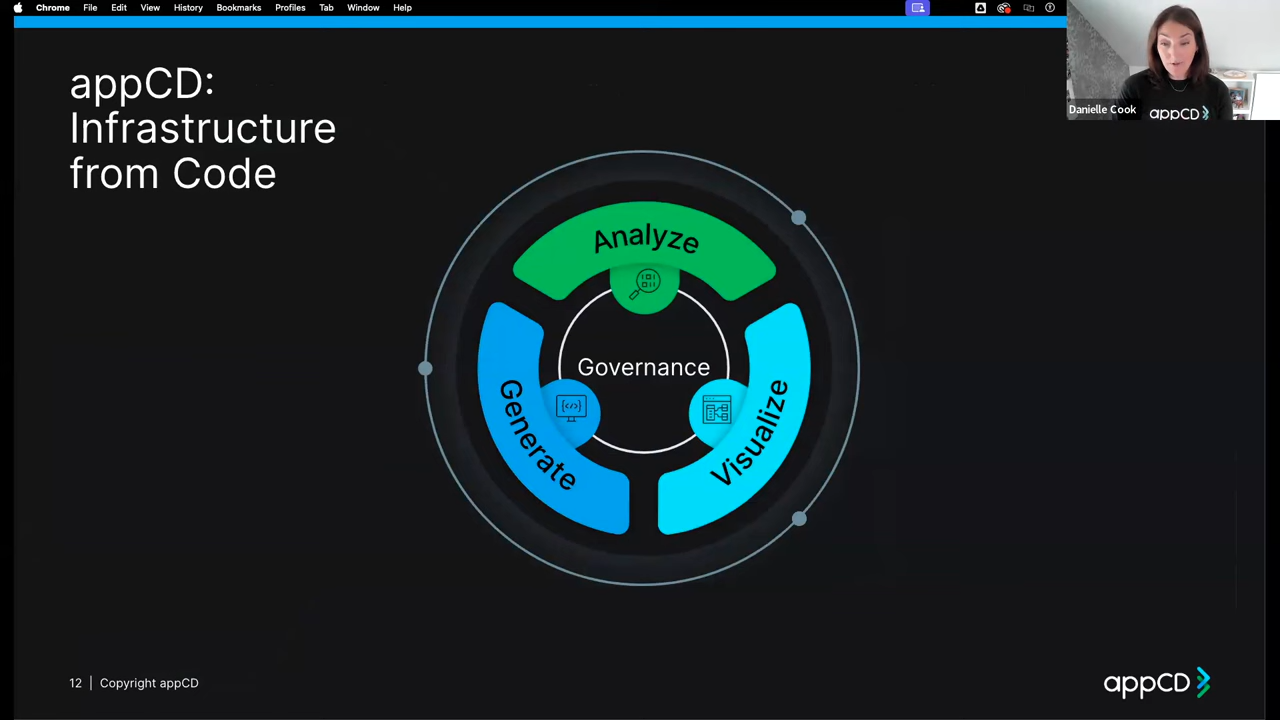 Chrome File Edit View History Bookmarks Profiles Tab Window Help
appCD:
Infrastructure
from Code
Danielle Cook
appCD
Analyze
Governance
Generate
Visualize
12 | Copyright appCD
appCD